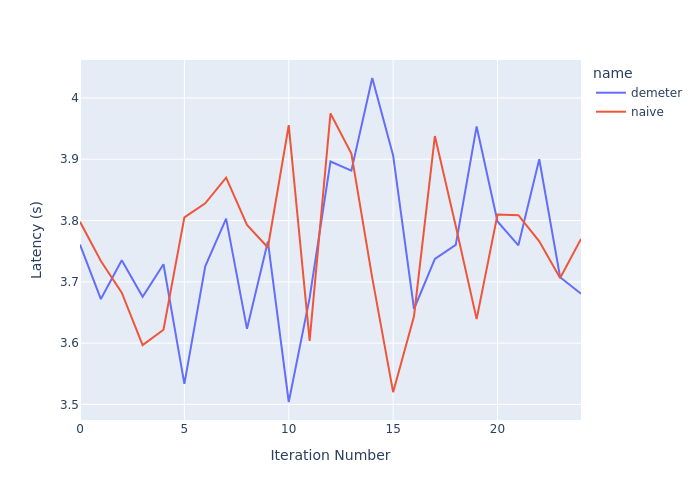 name
demeter
naive
Latency (s)
4
3.9
3.8
3.7
3.6
3.5
0 5 10 15 20
Iteration Number